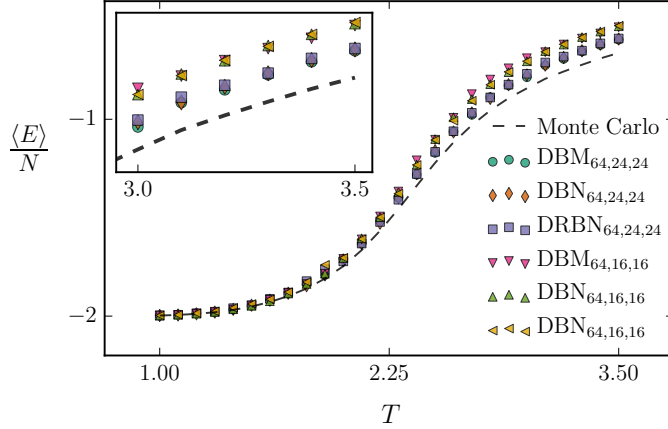 ⟨E⟩
N
−1
−2
3.0
3.5
Monte Carlo
DBM64,24,24
DBN64,24,24
DRBN64,24,24
DBM64,16,16
DBN64,16,16
DBN64,16,16
1.00
2.25
3.50
T